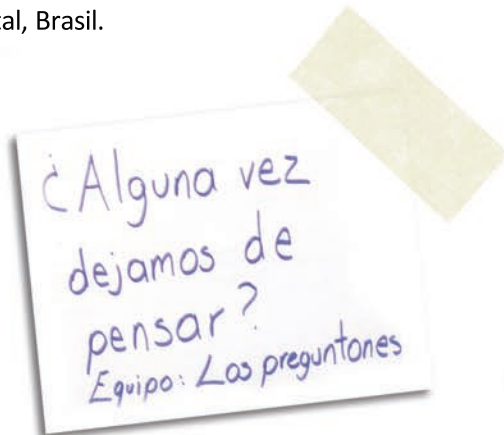 tal, Brasil.
¿Alguna vez
dejamos de
pensar?
Equipo: Los preguntones